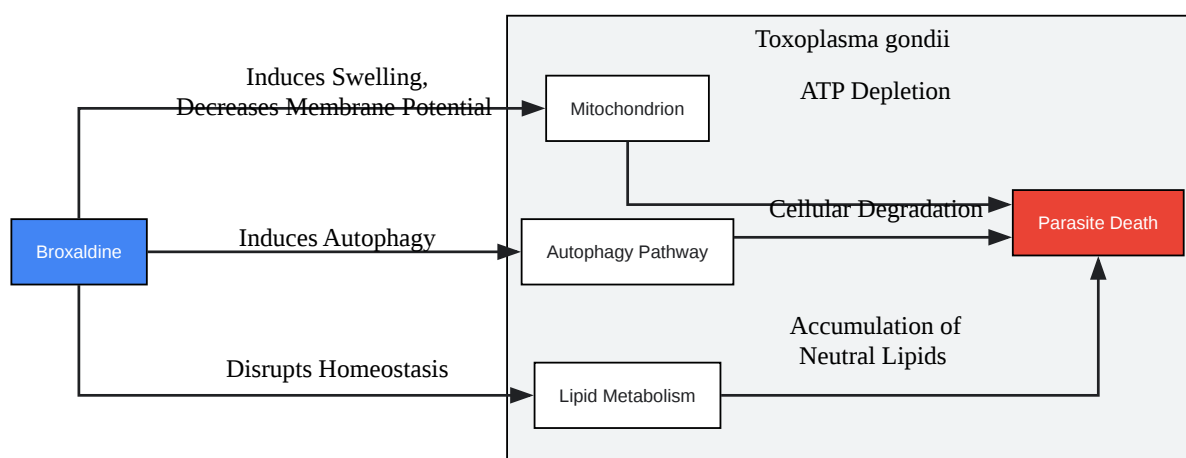 Toxoplasma gondii
Induces Swelling,
Decreases Membrane Potential
Mitochondrion
ATP Depletion
Cellular Degradation
Parasite Death
Broxaldine
Induces Autophagy
Autophagy Pathway
Accumulation of
Neutral Lipids
Disrupts Homeostasis
Lipid Metabolism